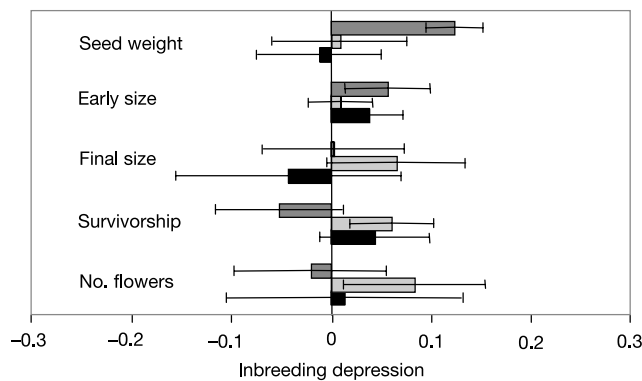 Seed weight
Early size
Final size
Survivorship
No. flowers
–0.3 –0.2 –0.1 0 0.1 0.2 0.3
Inbreeding depression